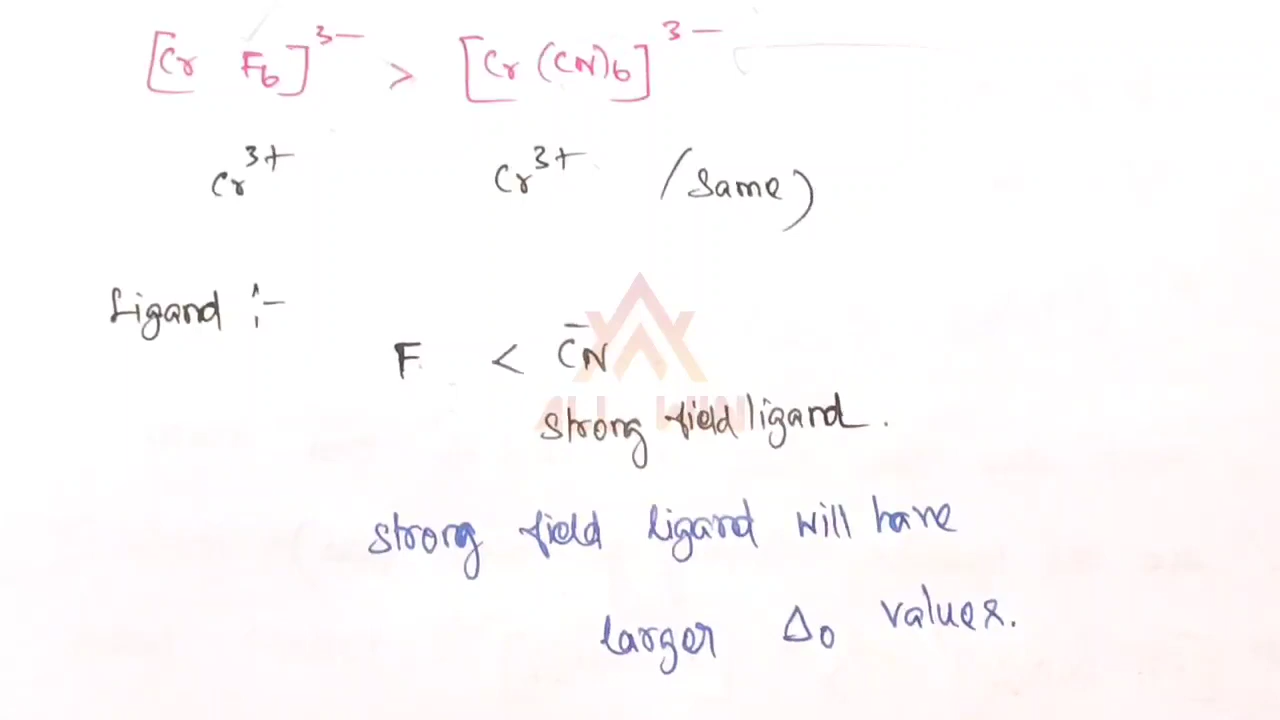 [Cr F6]³⁻ > [Cr (CN)6]³⁻
Cr³⁺ Cr³⁺ (Same)
Ligand :-
F < C̄N
strong field ligand.
strong field ligand will have
larger Δo values.